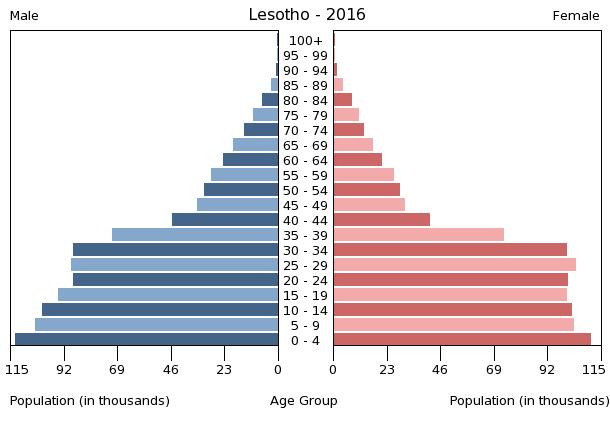 Lesotho - 2016
Male
Female
100+
95 - 99
90 - 94
85 - 89
80 - 84
75 - 79
70 - 74
65 - 69
60 - 64
55 - 59
50 - 54
45 - 49
40 - 44
35 - 39
30 - 34
25 - 29
20 - 24
15 - 19
10 - 14
5 - 9
0 - 4
115 92 69 46 23 0 0 23 46 69 92 115
Population (in thousands) Age Group Population (in thousands)